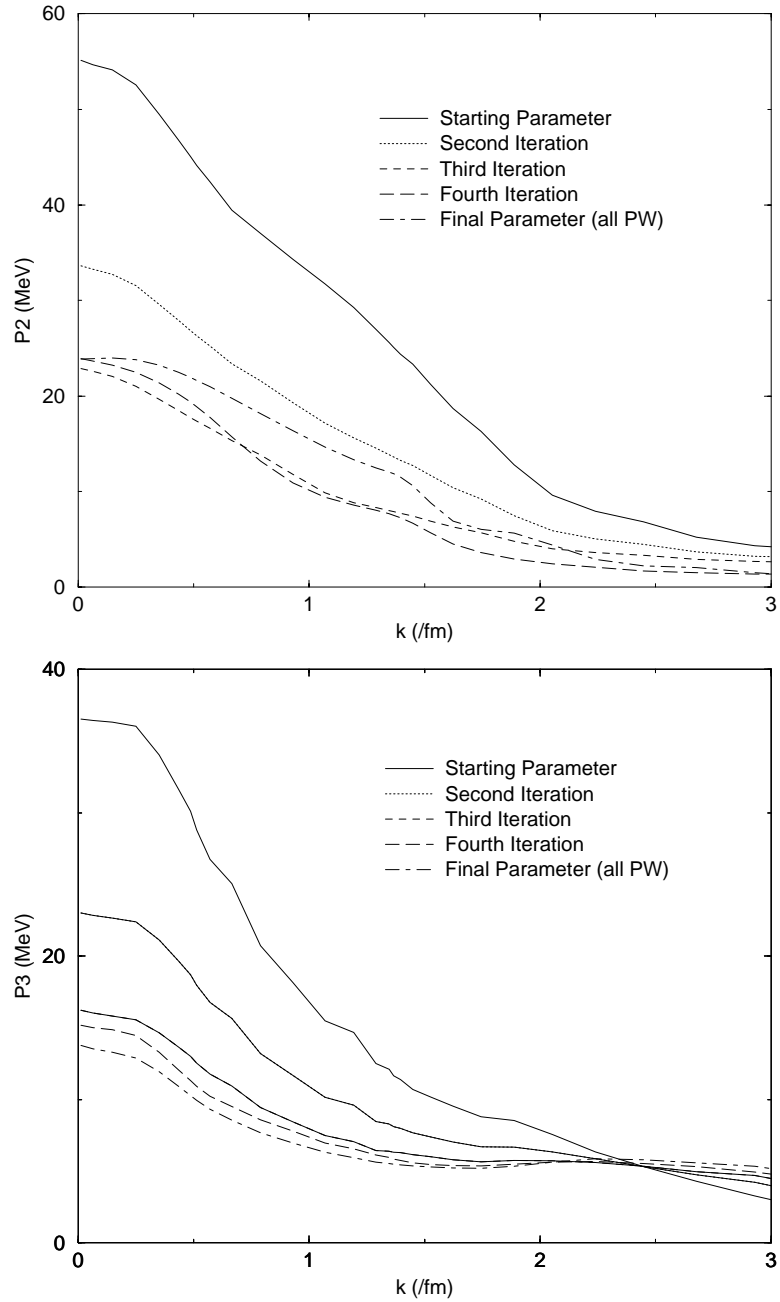 60
40
20
0
P2 (MeV)
Starting Parameter
Second Iteration
Third Iteration
Fourth Iteration
Final Parameter (all PW)
0 1 2 3
k (/fm)
40
20
0
P3 (MeV)
Starting Parameter
Second Iteration
Third Iteration
Fourth Iteration
Final Parameter (all PW)
0 1 2 3
k (/fm)